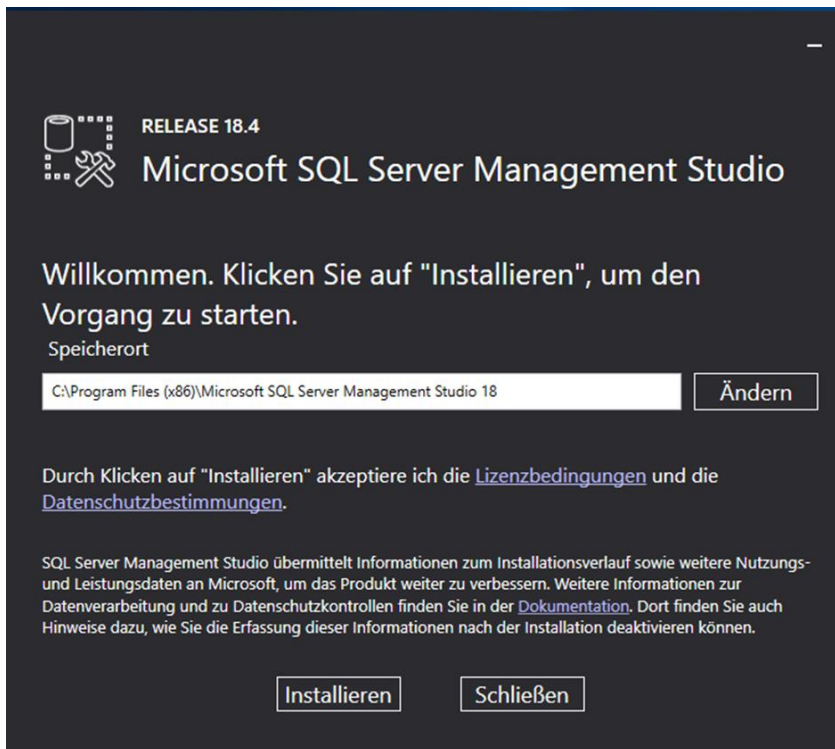 RELEASE 18.4
Microsoft SQL Server Management Studio
Willkommen. Klicken Sie auf "Installieren", um den
Vorgang zu starten.
Speicherort
C:\Program Files (x86)\Microsoft SQL Server Management Studio 18
Ändern
Durch Klicken auf "Installieren" akzeptiere ich die Lizenzbedingungen und die
Datenschutzbestimmungen.
SQL Server Management Studio übermittelt Informationen zum Installationsverlauf sowie weitere Nutzungs-
und Leistungsdaten an Microsoft, um das Produkt weiter zu verbessern. Weitere Informationen zur
Datenverarbeitung und zu Datenschutzkontrollen finden Sie in der Dokumentation. Dort finden Sie auch
Hinweise dazu, wie Sie die Erfassung dieser Informationen nach der Installation deaktivieren können.
Installieren
Schließen